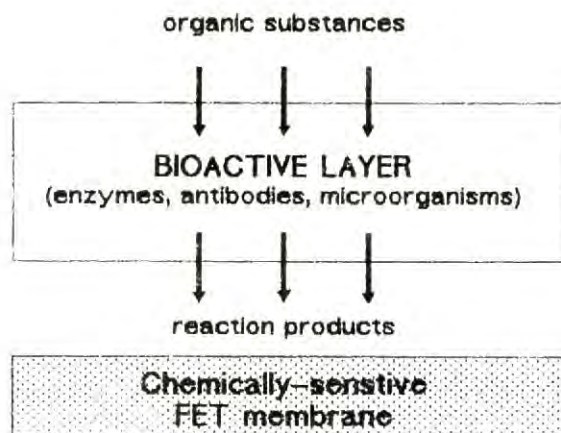 organic substances
BIOACTIVE LAYER
(enzymes, antibodies, microorganisms)
reaction products
Chemically-senstive
FET membrane